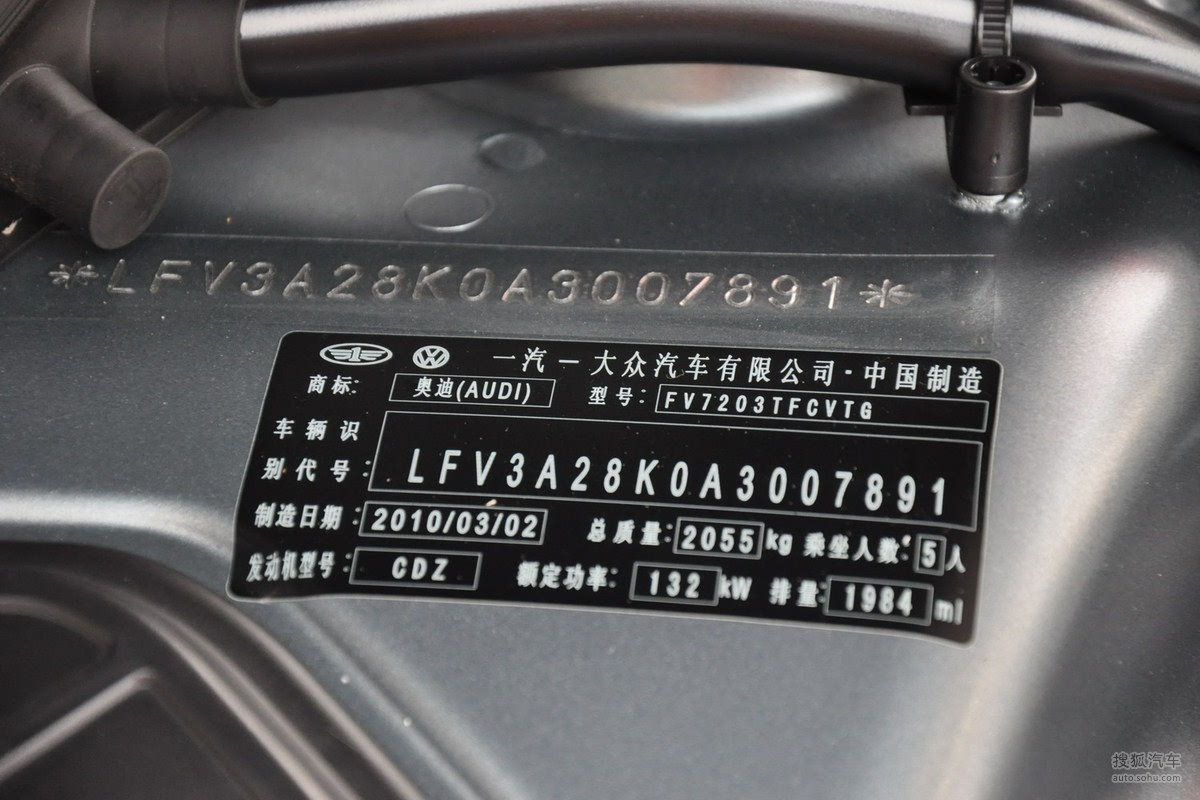 *LFV3A28K0A3007891*
一汽－大众汽车有限公司·中国制造
商标: 奥迪(AUDI) 型号: FV7203TFCVTG
车辆识
别代号: LFV3A28K0A3007891
制造日期: 2010/03/02 总质量: 2055 kg 乘坐人数: 5 人
发动机型号: CDZ 额定功率: 132 kW 排量: 1984 ml
搜狐汽车
auto.sohu.com